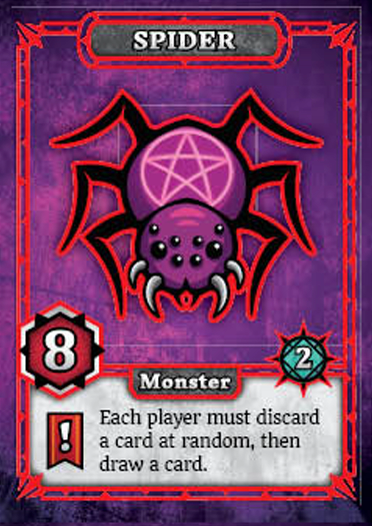 SPIDER
8
2
Monster
!
Each player must discard
a card at random, then
draw a card.